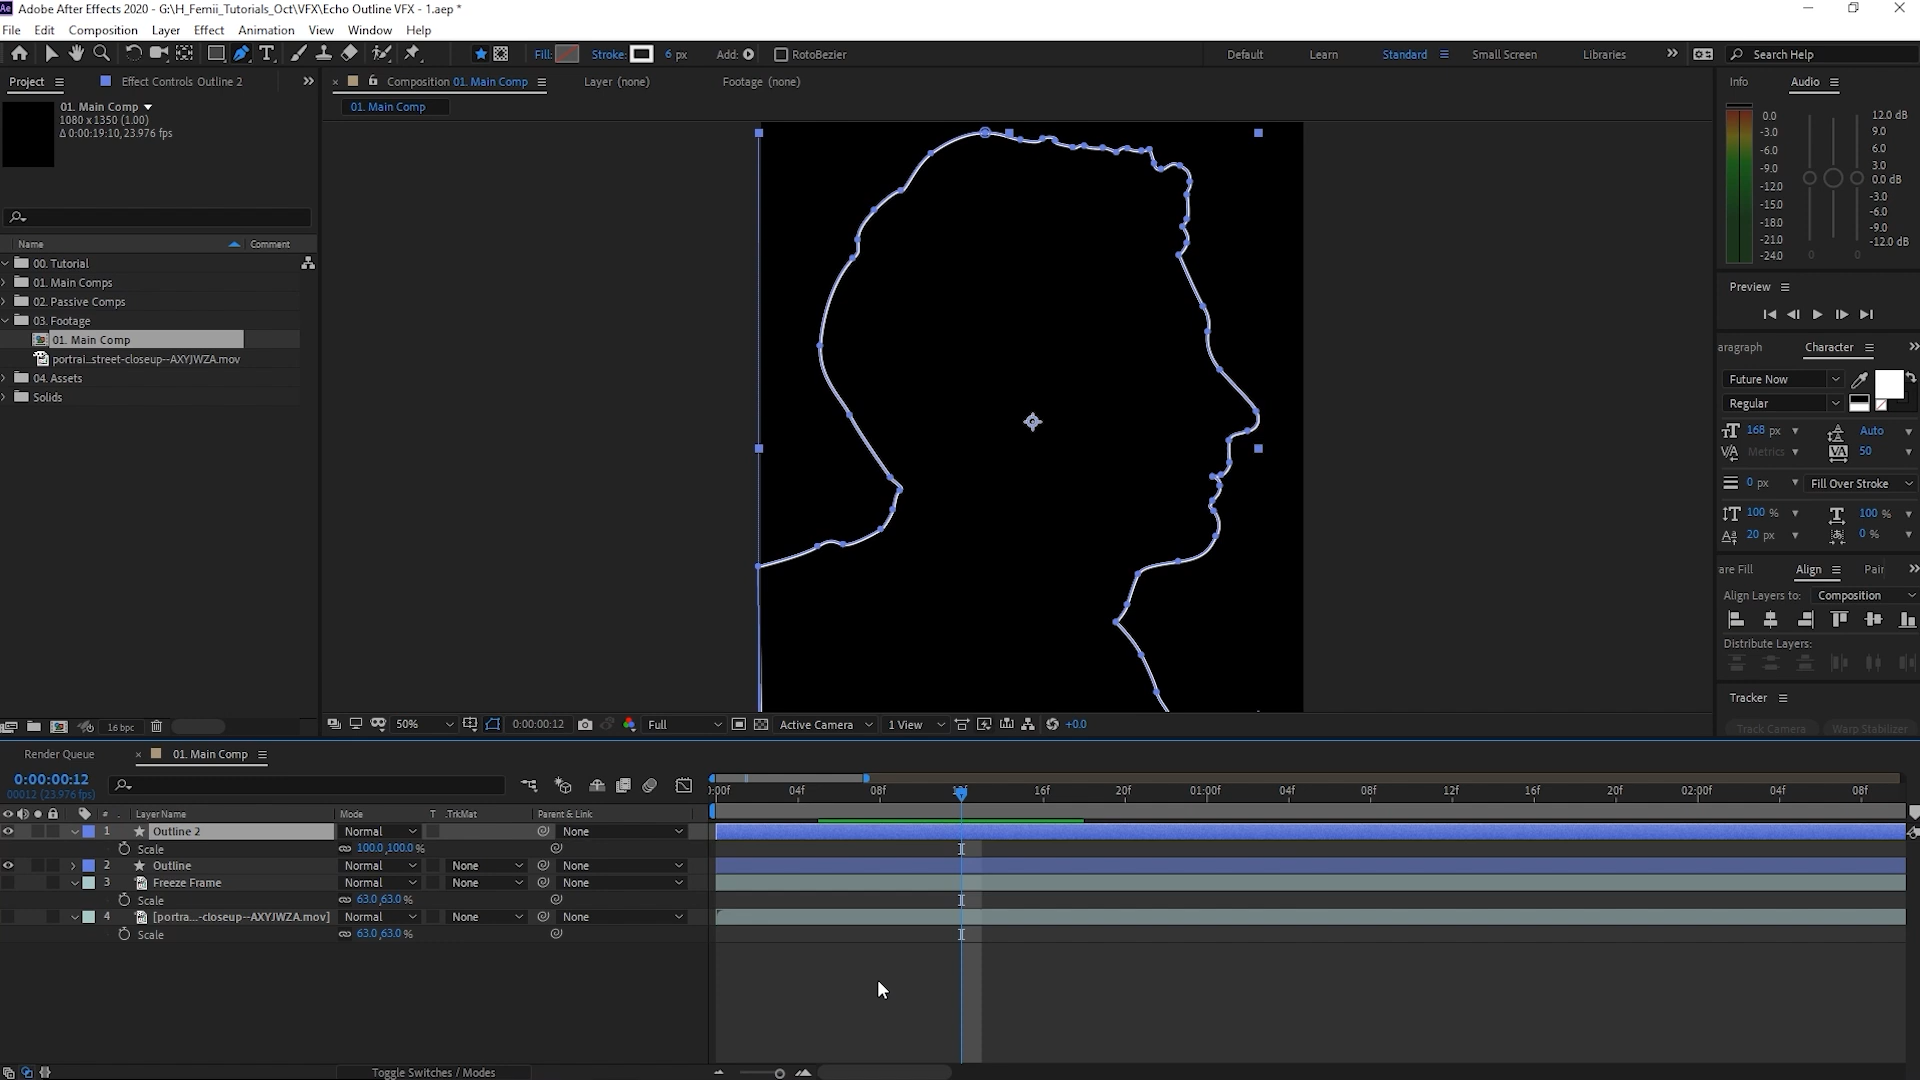 Adobe After Effects 2020 - G:\H_Femii_Tutorials_Oct\VFX\Echo Outline VFX - 1.aep *
File Edit Composition Layer Effect Animation View Window Help
Fill: Stroke: 6 px Add: RotoBezier Default Learn Standard Small Screen Libraries Search Help
Project Effect Controls Outline 2 Composition 01. Main Comp Layer (none) Footage (none) Info Audio
01. Main Comp
1080 x 1350 (1.00)
Δ 0:00:19:10, 23.976 fps
01. Main Comp
0.0
-3.0
-6.0
-9.0
-12.0
-15.0
-18.0
-21.0
-24.0
0 0
12.0 dB
9.0
6.0
3.0
0.0 dB
-3.0
-6.0
-9.0
-12.0 dB
Name Comment
00. Tutorial
01. Main Comps
02. Passive Comps
03. Footage
01. Main Comp
portrai_street-closeup--AXYJWZA.mov
04. Assets
Solids
Preview
aragraph Character
Future Now
Regular
168 px Auto
Metrics 50
0 px Fill Over Stroke
100 % 100 %
20 px 0 %
are Fill Align Pair
Align Layers to: Composition
Distribute Layers:
Tracker
Track Camera Warp Stabilizer
16 bpc
50% 0:00:00:12 Full Active Camera 1 View +0.0
Render Queue 01. Main Comp
0:00:00:12
00012 (23.976 fps)
:00f 04f 08f 16f 20f 01:00f 04f 08f 12f 16f 20f 02:00f 04f 08f
# Layer Name Mode T .TrkMat Parent & Link
1 Outline 2 Normal None
Scale 100.0,100.0 %
2 Outline Normal None None
3 Freeze Frame Normal None None
Scale 63.0,63.0 %
4 [portra...-closeup--AXYJWZA.mov] Normal None None
Scale 63.0,63.0 %
Toggle Switches / Modes